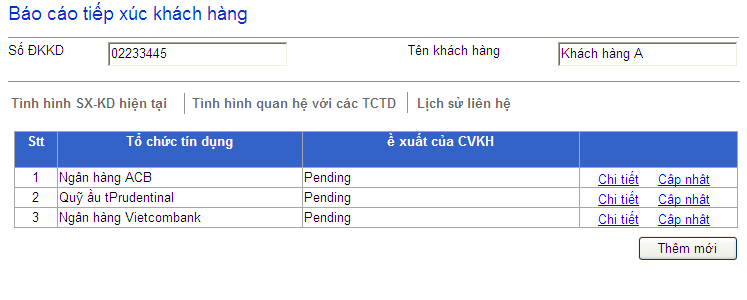 Báo cáo tiếp xúc khách hàng
Số ĐKKD 02233445 Tên khách hàng Khách hàng A
Tình hình SX-KD hiện tại Tình hình quan hệ với các TCTD Lịch sử liên hệ
Stt Tổ chức tín dụng ề xuất của CVKH
1 Ngân hàng ACB Pending Chi tiết Cập nhật
2 Quỹ ầu tPrudentinal Pending Chi tiết Cập nhật
3 Ngân hàng Vietcombank Pending Chi tiết Cập nhật
Thêm mới